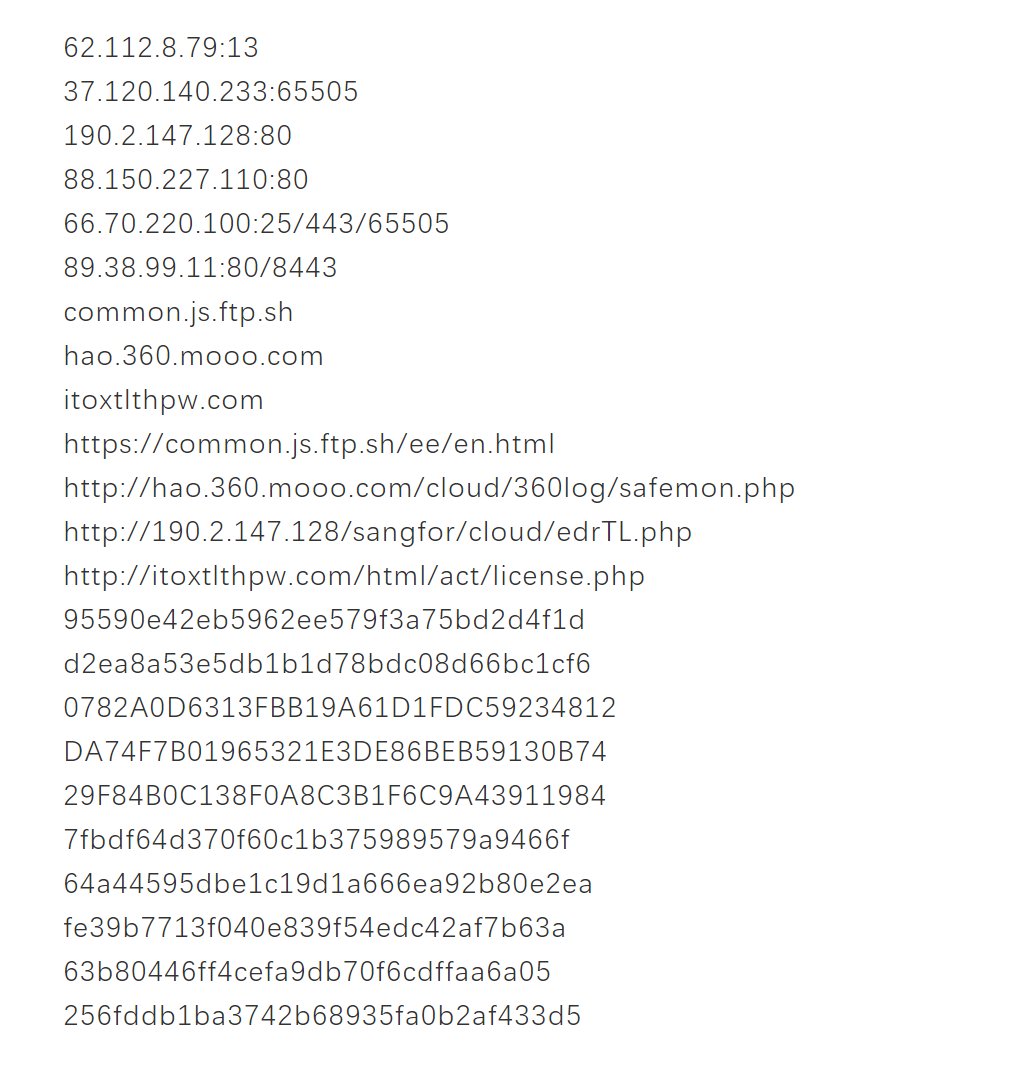 62.112.8.79:13
37.120.140.233:65505
190.2.147.128:80
88.150.227.110:80
66.70.220.100:25/443/65505
89.38.99.11:80/8443
common.js.ftp.sh
hao.360.mooo.com
itoxtlthpw.com
https://common.js.ftp.sh/ee/en.html
http://hao.360.mooo.com/cloud/360log/safemon.php
http://190.2.147.128/sangfor/cloud/edrTL.php
http://itoxtlthpw.com/html/act/license.php
95590e42eb5962ee579f3a75bd2d4f1d
d2ea8a53e5db1b1d78bdc08d66bc1cf6
0782A0D6313FBB19A61D1FDC59234812
DA74F7B01965321E3DE86BEB59130B74
29F84B0C138F0A8C3B1F6C9A43911984
7fbdf64d370f60c1b375989579a9466f
64a44595dbe1c19d1a666ea92b80e2ea
fe39b7713f040e839f54edc42af7b63a
63b80446ff4cefa9db70f6cdffaa6a05
256fddb1ba3742b68935fa0b2af433d5